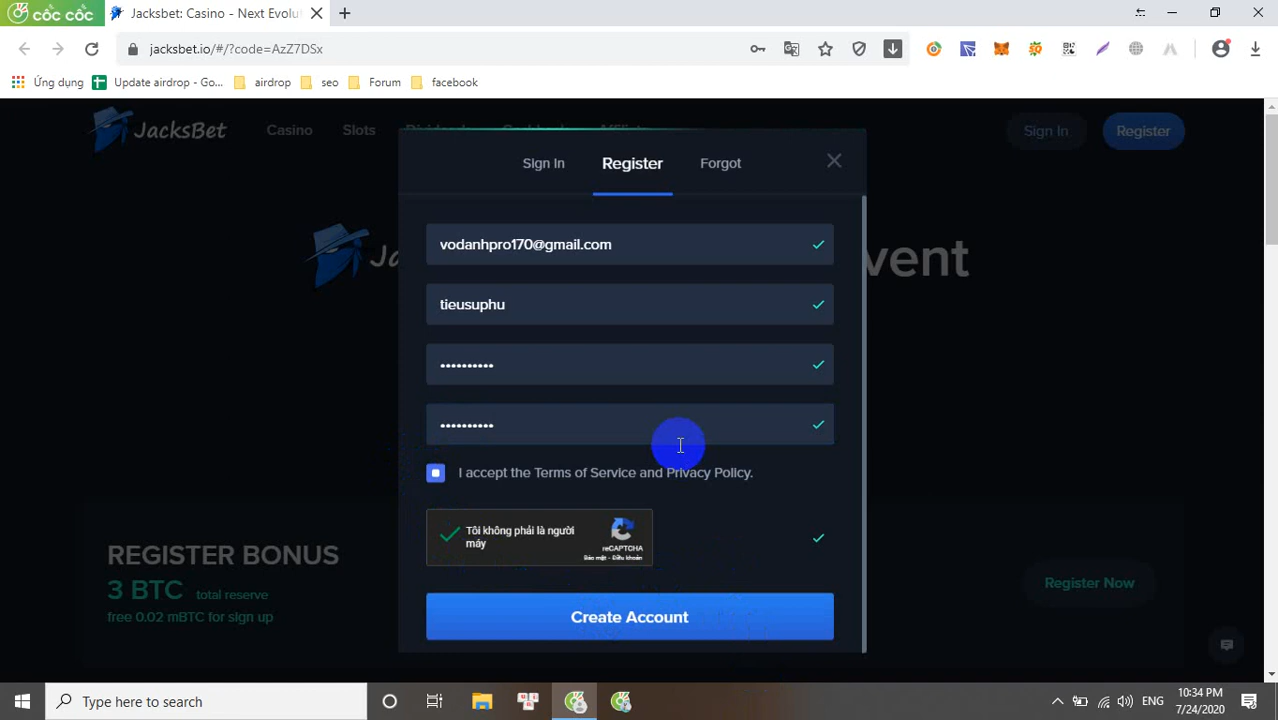 cốc cốc
Jacksbet: Casino - Next Evolut
jacksbet.io/#/?code=AzZ7DSx
Ứng dụng
Update airdrop - Go...
airdrop
seo
Forum
facebook
JacksBet
Casino
Slots
Sign In
Register
Sign In
Register
Forgot
vodanhpro170@gmail.com
tieusuphu
••••••••••
••••••••••
I accept the Terms of Service and Privacy Policy.
Tôi không phải là người
máy
reCAPTCHA
Bảo mật - Điều khoản
Create Account
vent
REGISTER BONUS
3 BTC total reserve
free 0.02 mBTC for sign up
Register Now
Type here to search
ENG
10:34 PM
7/24/2020